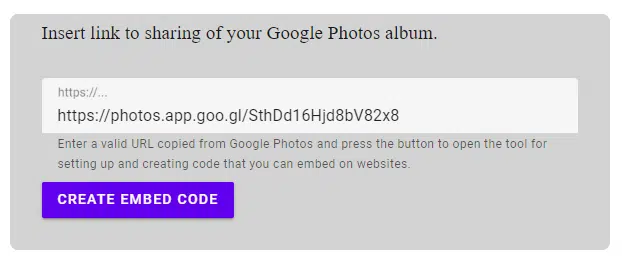 Insert link to sharing of your Google Photos album.
https://...
https://photos.app.goo.gl/SthDd16Hjd8bV82x8
Enter a valid URL copied from Google Photos and press the button to open the tool for
setting up and creating code that you can embed on websites.
CREATE EMBED CODE